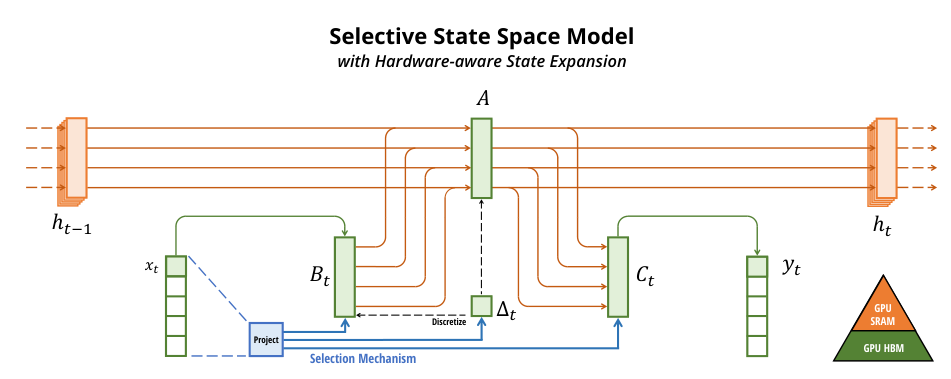 Selective State Space Model
with Hardware-aware State Expansion
A
h_{t-1}
h_t
x_t
B_t
C_t
y_t
Δ_t
Discretize
Project
Selection Mechanism
GPU
SRAM
GPU HBM